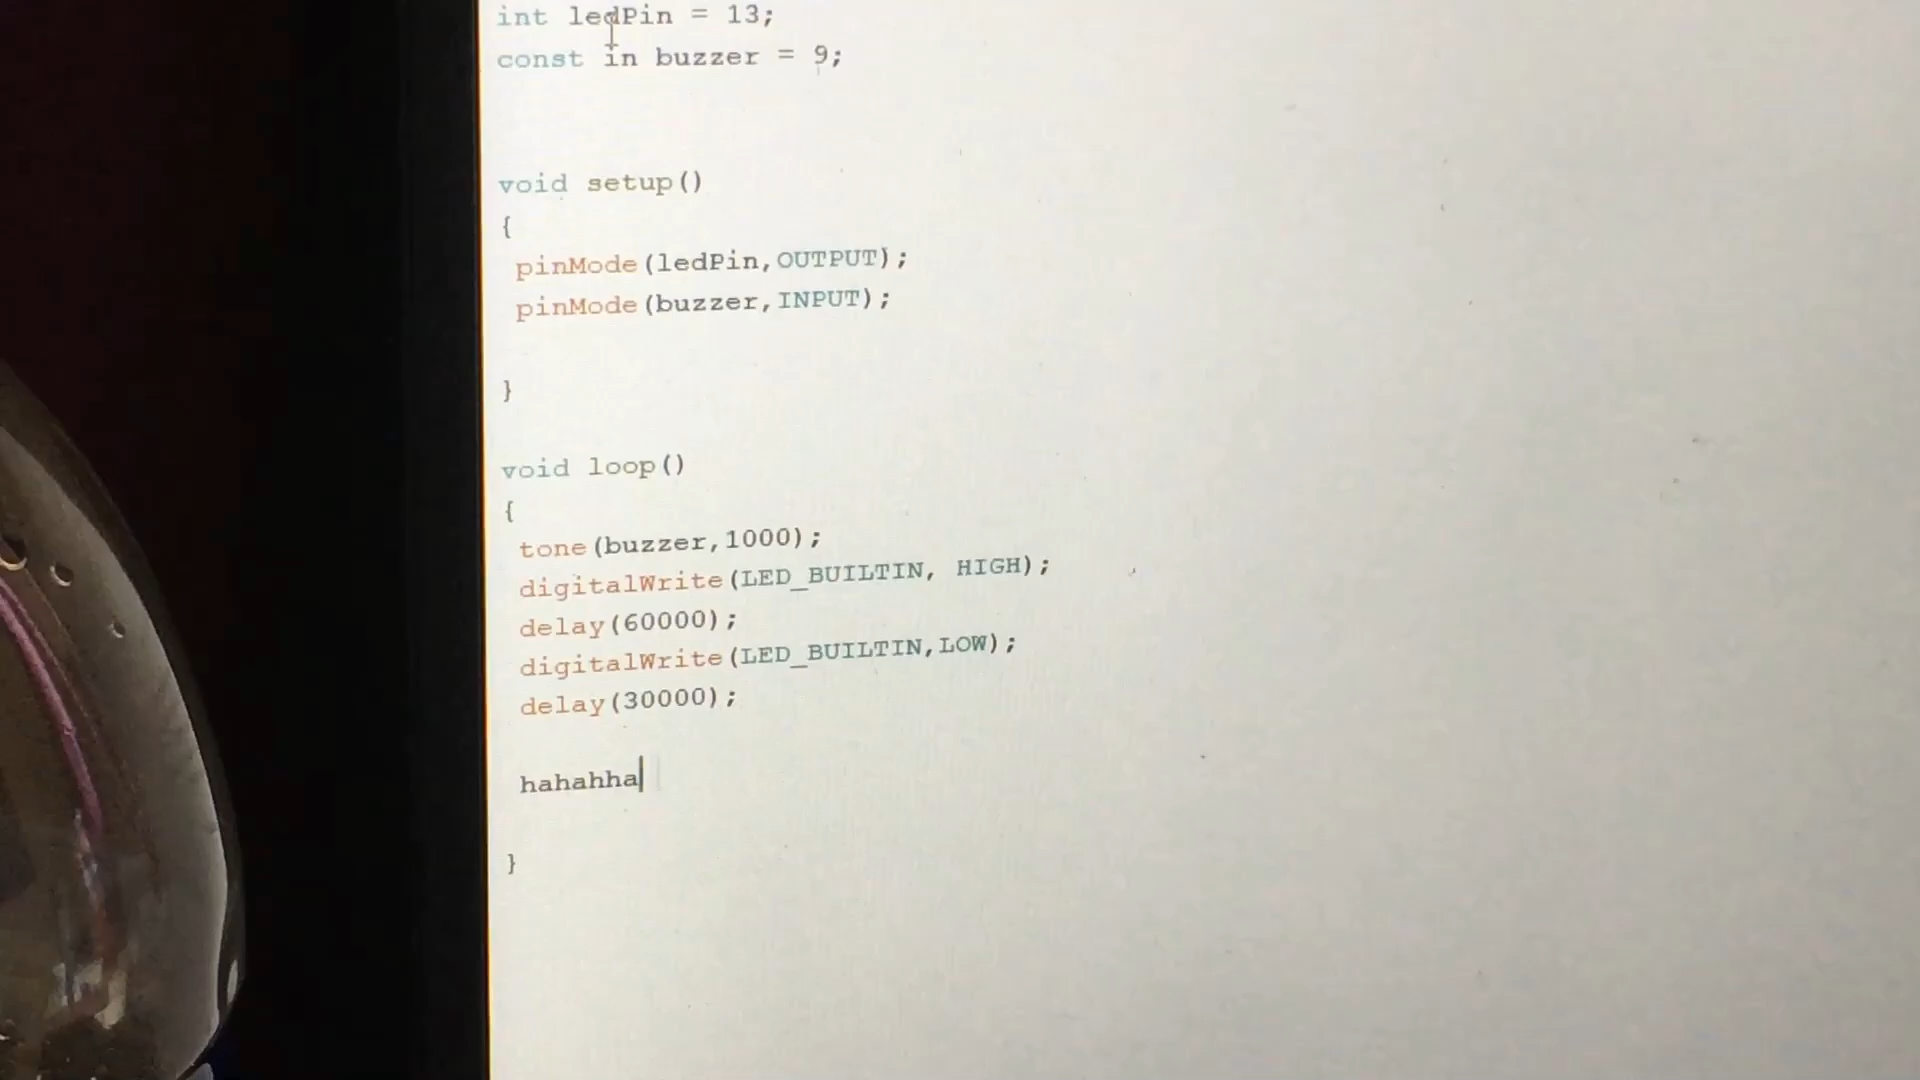 int ledPin = 13;
const in buzzer = 9;
void setup()
{
pinMode(ledPin,OUTPUT);
pinMode(buzzer,INPUT);
}
void loop()
{
tone(buzzer,1000);
digitalWrite(LED_BUILTIN, HIGH);
delay(60000);
digitalWrite(LED_BUILTIN,LOW);
delay(30000);
hahahha
}